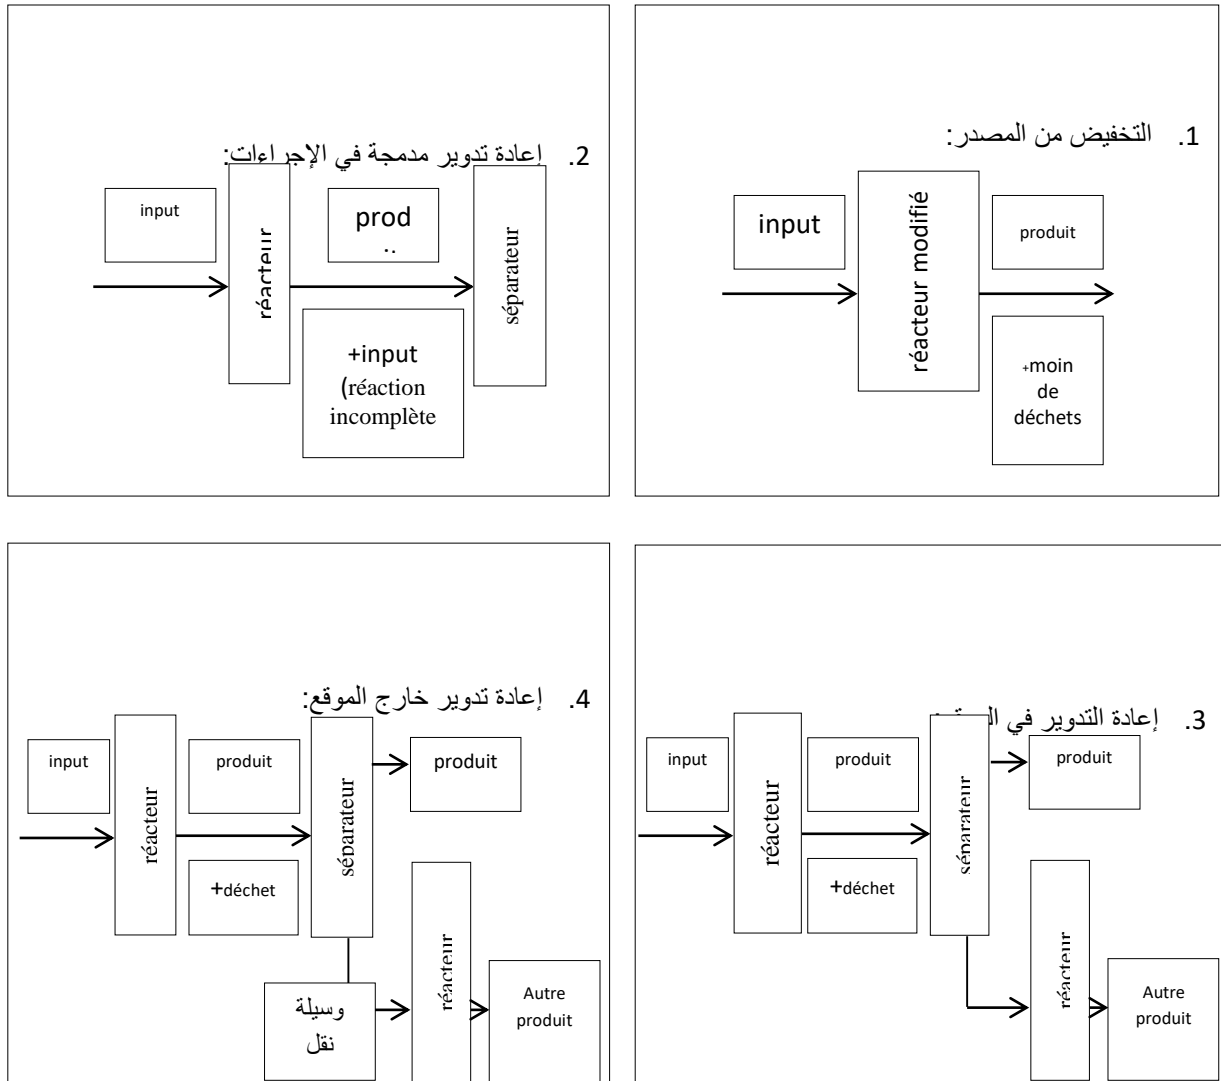 1. التخفيض من المصدر:
input
réacteur modifié
produit
+moin
de
déchets
2. إعادة تدوير مدمجة في الإجراءات:
input
réacteur
prod
..
+input
(réaction
incomplète
séparateur
3. إعادة التدوير في
input
réacteur
produit
+déchet
séparateur
produit
réacteur
Autre
produit
4. إعادة تدوير خارج الموقع:
input
réacteur
produit
+déchet
séparateur
produit
وسيلة
نقل
réacteur
Autre
produit